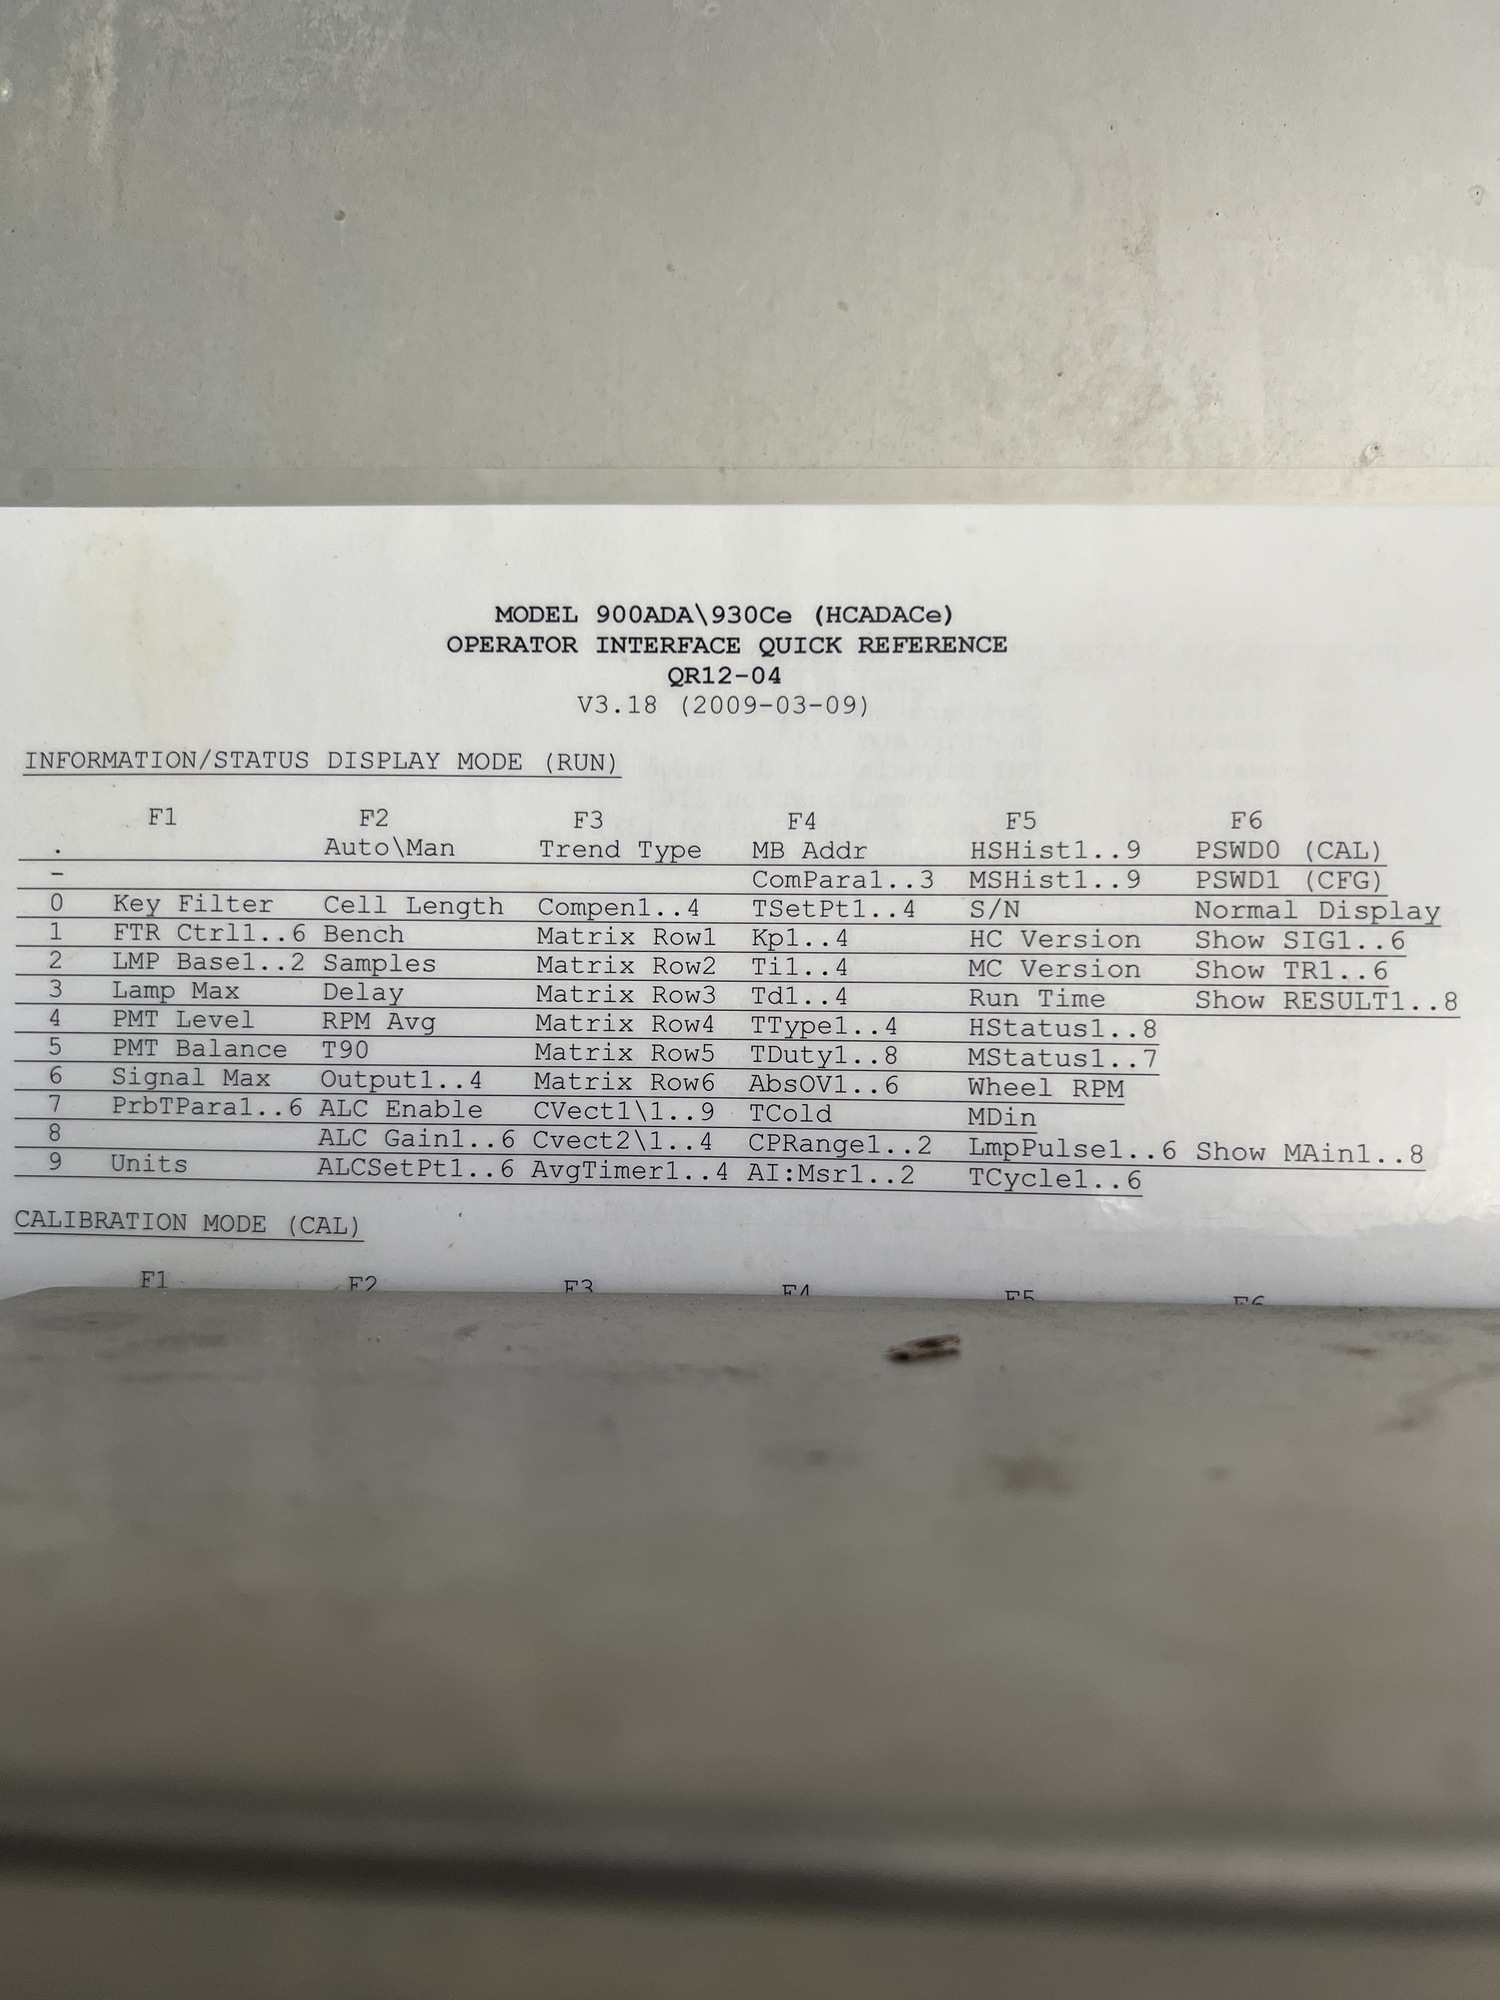 MODEL 900ADA\930Ce (HCADACe)
OPERATOR INTERFACE QUICK REFERENCE
QR12-04
V3.18 (2009-03-09)
INFORMATION/STATUS DISPLAY MODE (RUN)
F1 F2 F3 F4 F5 F6
. Auto\Man Trend Type MB Addr HSHist1..9 PSWD0 (CAL)
- ComPara1..3 MSHist1..9 PSWD1 (CFG)
0 Key Filter Cell Length Compen1..4 TSetPt1..4 S/N Normal Display
1 FTR Ctrl1..6 Bench Matrix Row1 Kp1..4 HC Version Show SIG1..6
2 LMP Base1..2 Samples Matrix Row2 Ti1..4 MC Version Show TR1..6
3 Lamp Max Delay Matrix Row3 Td1..4 Run Time Show RESULT1..8
4 PMT Level RPM Avg Matrix Row4 TType1..4 HStatus1..8
5 PMT Balance T90 Matrix Row5 TDuty1..8 MStatus1..7
6 Signal Max Output1..4 Matrix Row6 AbsOV1..6 Wheel RPM
7 PrbTPara1..6 ALC Enable CVect1\1..9 TCold MDin
8 ALC Gain1..6 Cvect2\1..4 CPRange1..2 LmpPulse1..6 Show MAin1..8
9 Units ALCSetPt1..6 AvgTimer1..4 AI:Msr1..2 TCycle1..6
CALIBRATION MODE (CAL)
F1 F2 F3 F4 F5 F6